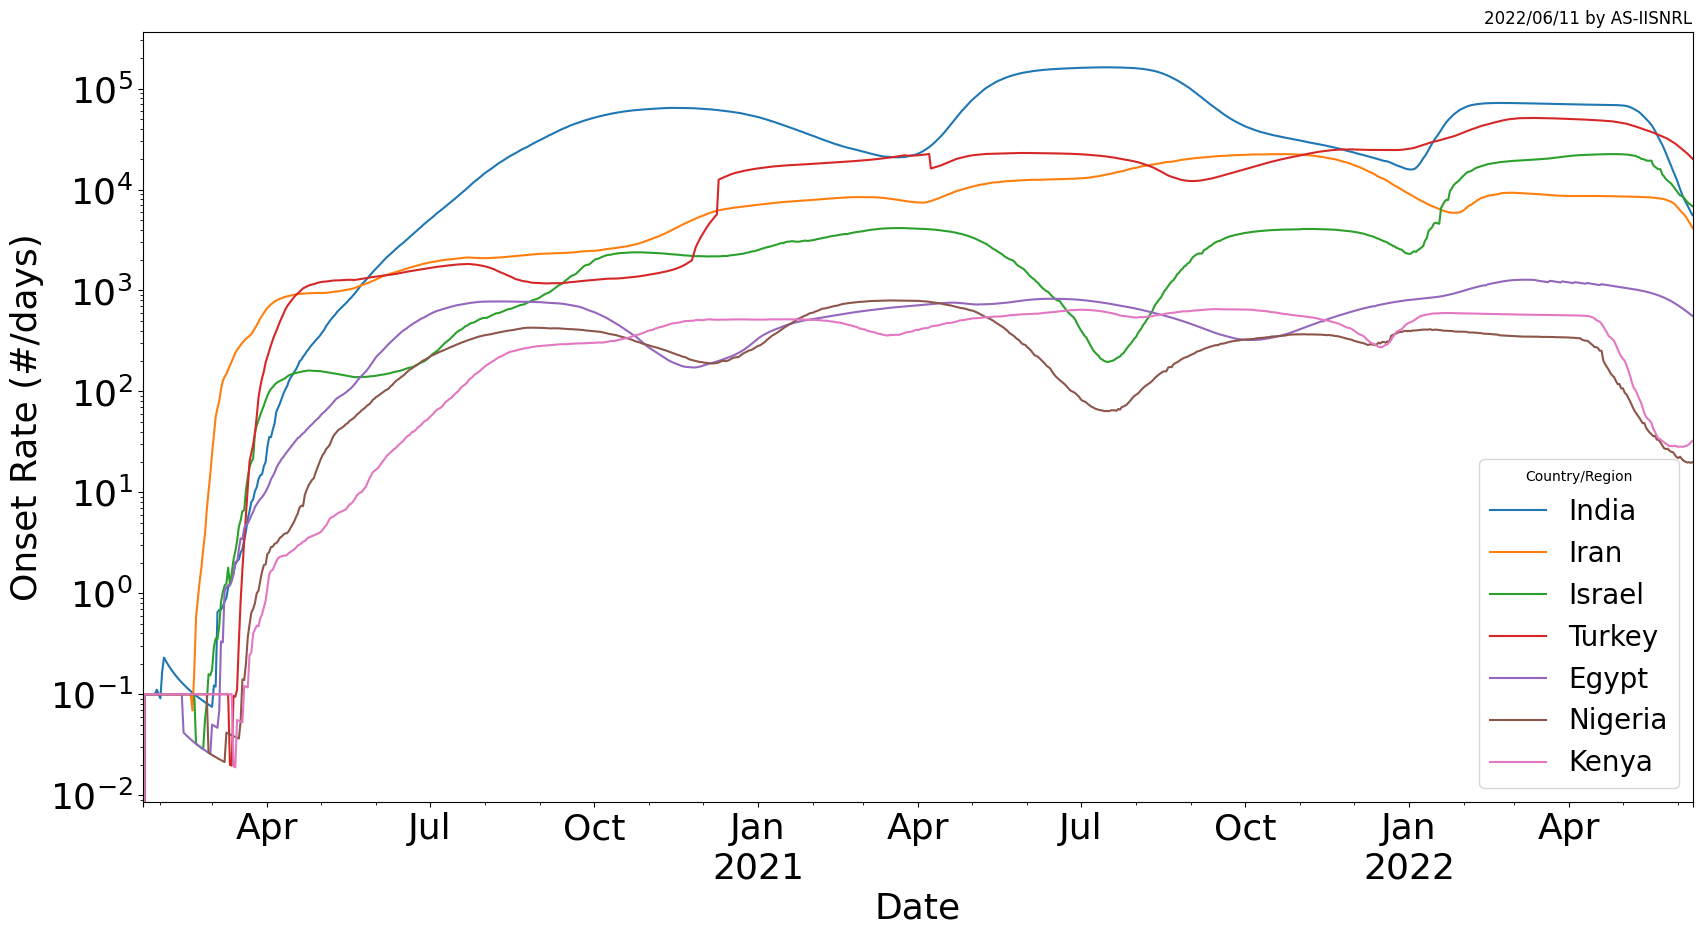 2022/06/11 by AS-IISNRL
Onset Rate (#/days)
10^5
10^4
10^3
10^2
10^1
10^0
10^−1
10^−2
Country/Region
India
Iran
Israel
Turkey
Egypt
Nigeria
Kenya
Apr Jul Oct Jan Apr Jul Oct Jan Apr
2021 2022
Date